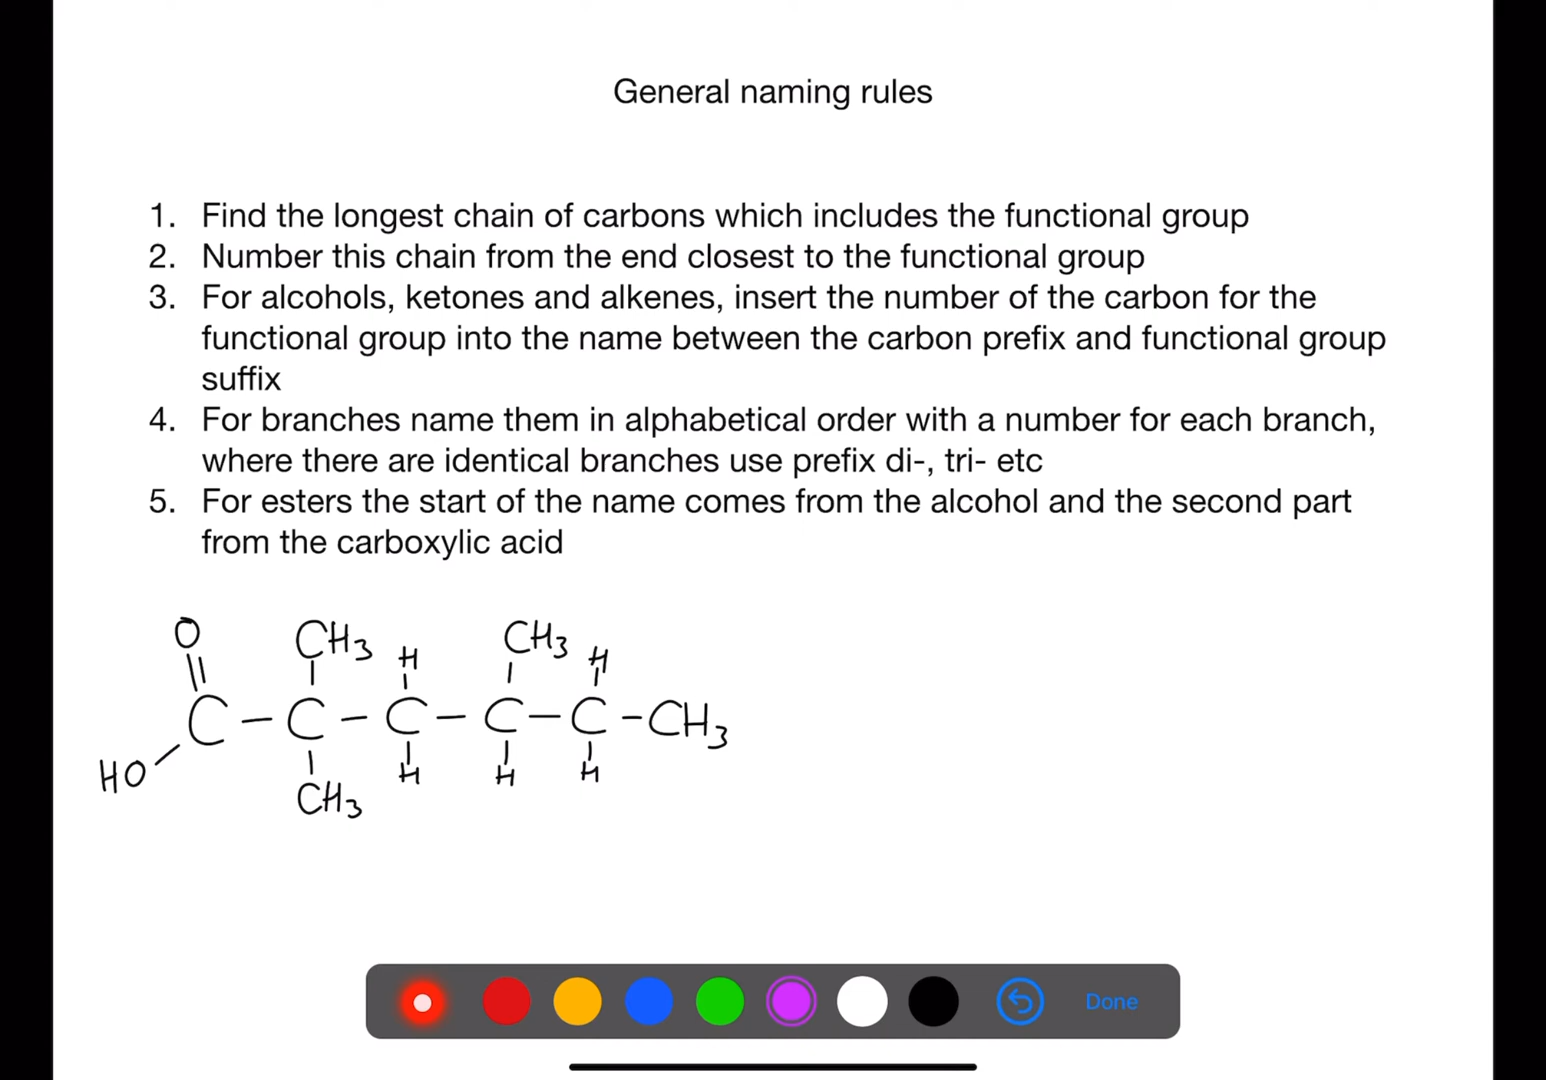 General naming rules
1. Find the longest chain of carbons which includes the functional group
2. Number this chain from the end closest to the functional group
3. For alcohols, ketones and alkenes, insert the number of the carbon for the
functional group into the name between the carbon prefix and functional group
suffix
4. For branches name them in alphabetical order with a number for each branch,
where there are identical branches use prefix di-, tri- etc
5. For esters the start of the name comes from the alcohol and the second part
from the carboxylic acid
O CH3 H CH3 H
C - C - C - C - C - CH3
HO CH3 H H H
Done